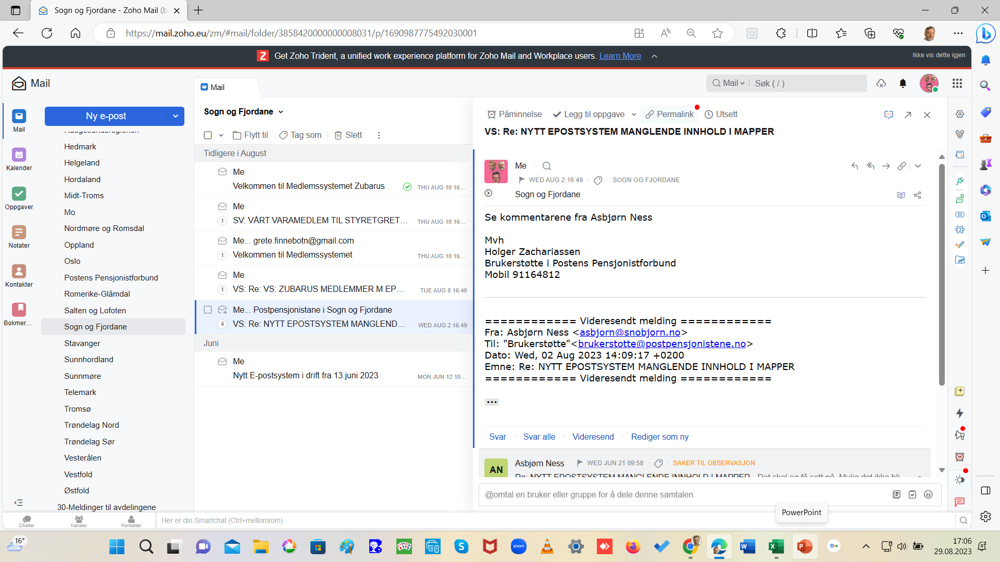 Sogn og Fjordane - Zoho Mail (b
https://mail.zoho.eu/zm/#mail/folder/3858420000000008031/p/1690987775492030001
Get Zoho Trident, a unified work experience platform for Zoho Mail and Workplace users. Learn More
Ikke vis dette igjen
Mail
Mail
Mail
Søk ( / )
Mail
Kalender
Oppgaver
Notater
Kontakter
Bokmer...
Ny e-post
Haugesundsregionen
Hedmark
Helgeland
Hordaland
Midt-Troms
Mo
Nordmøre og Romsdal
Oppland
Oslo
Postens Pensjonistforbund
Romerike-Glåmdal
Salten og Lofoten
Sogn og Fjordane
Stavanger
Sunnhordland
Sunnmøre
Telemark
Tromsø
Trøndelag Nord
Trøndelag Sør
Vesterålen
Vestfold
Østfold
30-Meldinger til avdelingene
Sogn og Fjordane
Flytt til
Tag som
Slett
Tidligere i August
Me
Velkommen til Medlemssystemet Zubarus
THU AUG 10 16...
Me
1 SV: VÅRT VARAMEDLEM TIL STYRETGRET...
THU AUG 10 16...
Me... grete.finnebotn@gmail.com
1 Velkommen til Medlemssystemet
THU AUG 10 16...
Me
1 VS: Re: VS: ZUBARUS MEDLEMMER M EP...
TUE AUG 8 16:40
Me... Postpensjonistane i Sogn og Fjordane
4 VS: Re: NYTT EPOSTSYSTEM MANGLEND...
WED AUG 2 16:49
Juni
Me
Nytt E-postsystem i drift fra 13.juni 2023
MON JUN 12 10...
Påminnelse
Legg til oppgave
Permalink
Utsett
VS: Re: NYTT EPOSTSYSTEM MANGLENDE INNHOLD I MAPPER
Me
WED AUG 2 16:49
SOGN OG FJORDANE
Sogn og Fjordane
Se kommentarene fra Asbjørn Ness
Mvh
Holger Zachariassen
Brukerstøtte i Postens Pensjonistforbund
Mobil 91164812
============ Videresendt melding ============
Fra: Asbjørn Ness <asbjorn@snobjorn.no>
Til: "Brukerstøtte"<brukerstotte@postpensjonistene.no>
Dato: Wed, 02 Aug 2023 14:09:17 +0200
Emne: Re: NYTT EPOSTSYSTEM MANGLENDE INNHOLD I MAPPER
============ Videresendt melding ============
Svar
Svar alle
Videresend
Rediger som ny
AN
Asbjørn Ness
WED JUN 21 09:58
SAKER TIL OBSERVASJON
Re: NYTT EPOSTSYSTEM MANGLENDE INNHOLD I MAPPER - Det skal eg få sett på. Mulig det ikke bli
@omtal en bruker eller gruppe for å dele denne samtalen
PowerPoint
Chatter
Kanaler
Kontakter
Her er din Smartchat (Ctrl+mellomrom)
16°
zoom
17:06
29.08.2023